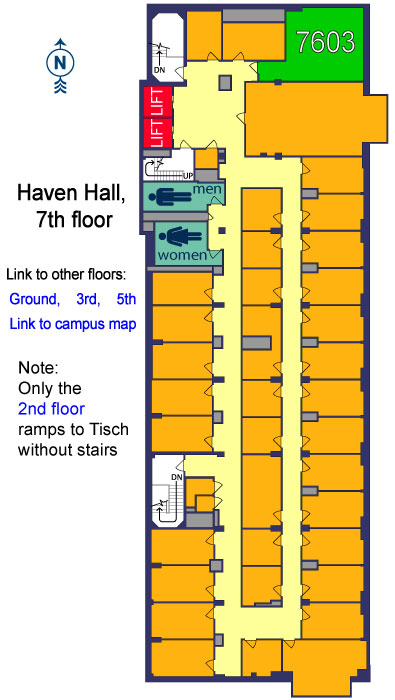 7603
DN
N
LIFT LIFT
UP
men
Haven Hall,
7th floor
women
Link to other floors:
Ground, 3rd, 5th
Link to campus map
Note:
Only the
2nd floor
ramps to Tisch
without stairs
DN